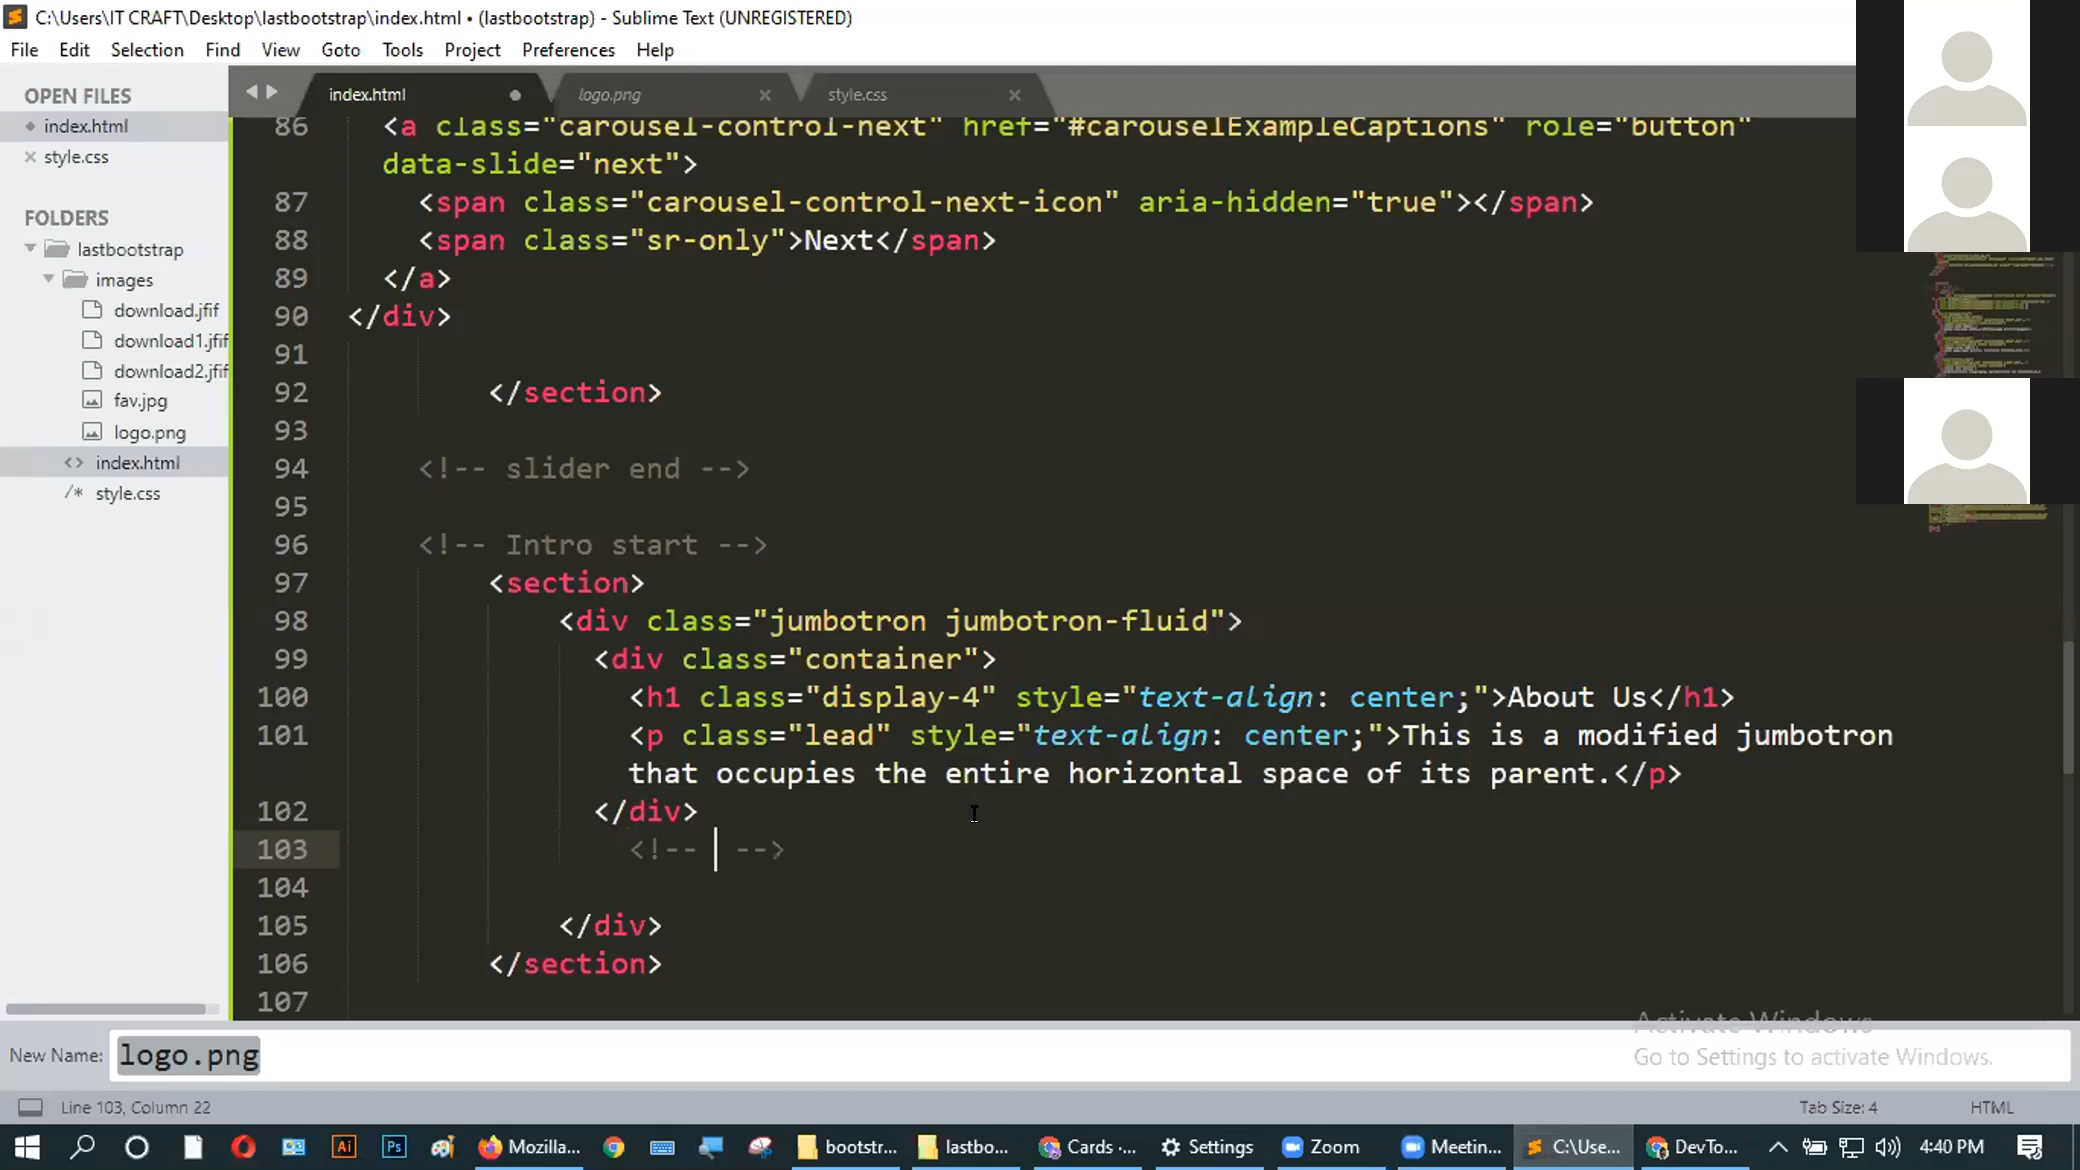 C:\Users\IT CRAFT\Desktop\lastbootstrap\index.html • (lastbootstrap) - Sublime Text (UNREGISTERED)
File Edit Selection Find View Goto Tools Project Preferences Help
OPEN FILES
index.html
style.css
FOLDERS
lastbootstrap
images
download.jfif
download1.jfif
download2.jfif
fav.jpg
logo.png
<> index.html
/* style.css
index.html
logo.png
style.css
86 <a class="carousel-control-next" href="#carouselExampleCaptions" role="button"
data-slide="next">
87 <span class="carousel-control-next-icon" aria-hidden="true"></span>
88 <span class="sr-only">Next</span>
89 </a>
90 </div>
91
92 </section>
93
94 <!-- slider end -->
95
96 <!-- Intro start -->
97 <section>
98 <div class="jumbotron jumbotron-fluid">
99 <div class="container">
100 <h1 class="display-4" style="text-align: center;">About Us</h1>
101 <p class="lead" style="text-align: center;">This is a modified jumbotron
that occupies the entire horizontal space of its parent.</p>
102 </div>
103 <!--  -->
104
105 </div>
106 </section>
107
Activate Windows
Go to Settings to activate Windows.
New Name: logo.png
Line 103, Column 22
Tab Size: 4
HTML
Mozilla...
bootstr...
lastbo...
Cards -...
Settings
Zoom
Meetin...
C:\Use...
DevTo...
4:40 PM